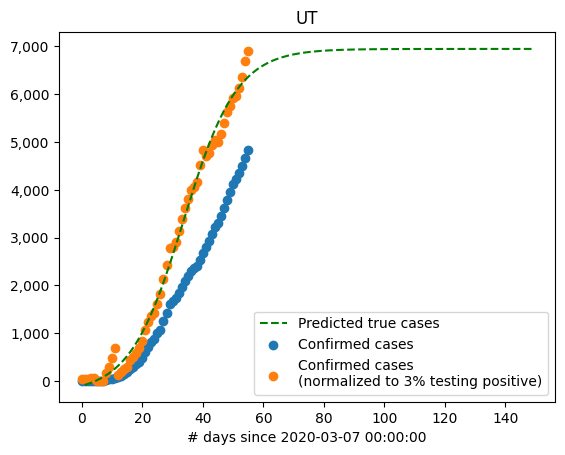 UT
7,000
6,000
5,000
4,000
3,000
2,000
1,000
0
0 20 40 60 80 100 120 140
# days since 2020-03-07 00:00:00
Predicted true cases
Confirmed cases
Confirmed cases
(normalized to 3% testing positive)